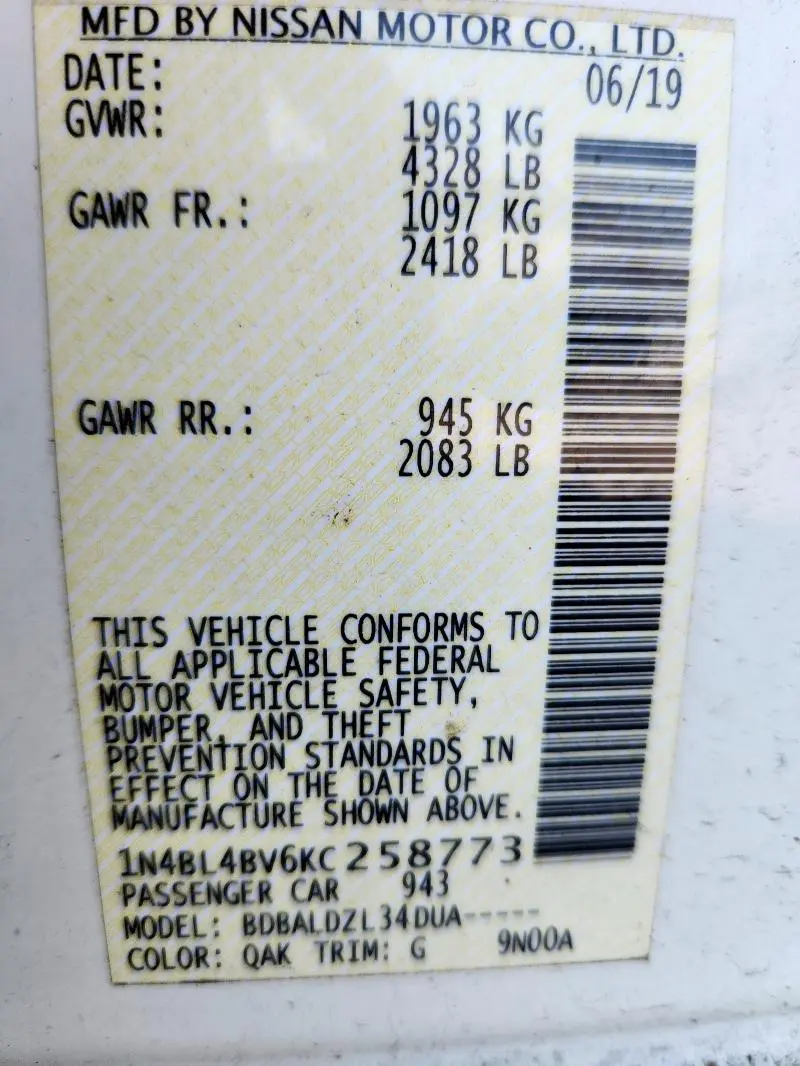 MFD BY NISSAN MOTOR CO., LTD.
DATE: 06/19
GVWR: 1963 KG
4328 LB
GAWR FR.: 1097 KG
2418 LB
GAWR RR.: 945 KG
2083 LB
THIS VEHICLE CONFORMS TO
ALL APPLICABLE FEDERAL
MOTOR VEHICLE SAFETY,
BUMPER, AND THEFT
PREVENTION STANDARDS IN
EFFECT ON THE DATE OF
MANUFACTURE SHOWN ABOVE.
1N4BL4BV6KC258773
PASSENGER CAR 943
MODEL: BDBALDZL34DUA-----
COLOR: QAK TRIM: G 9N00A